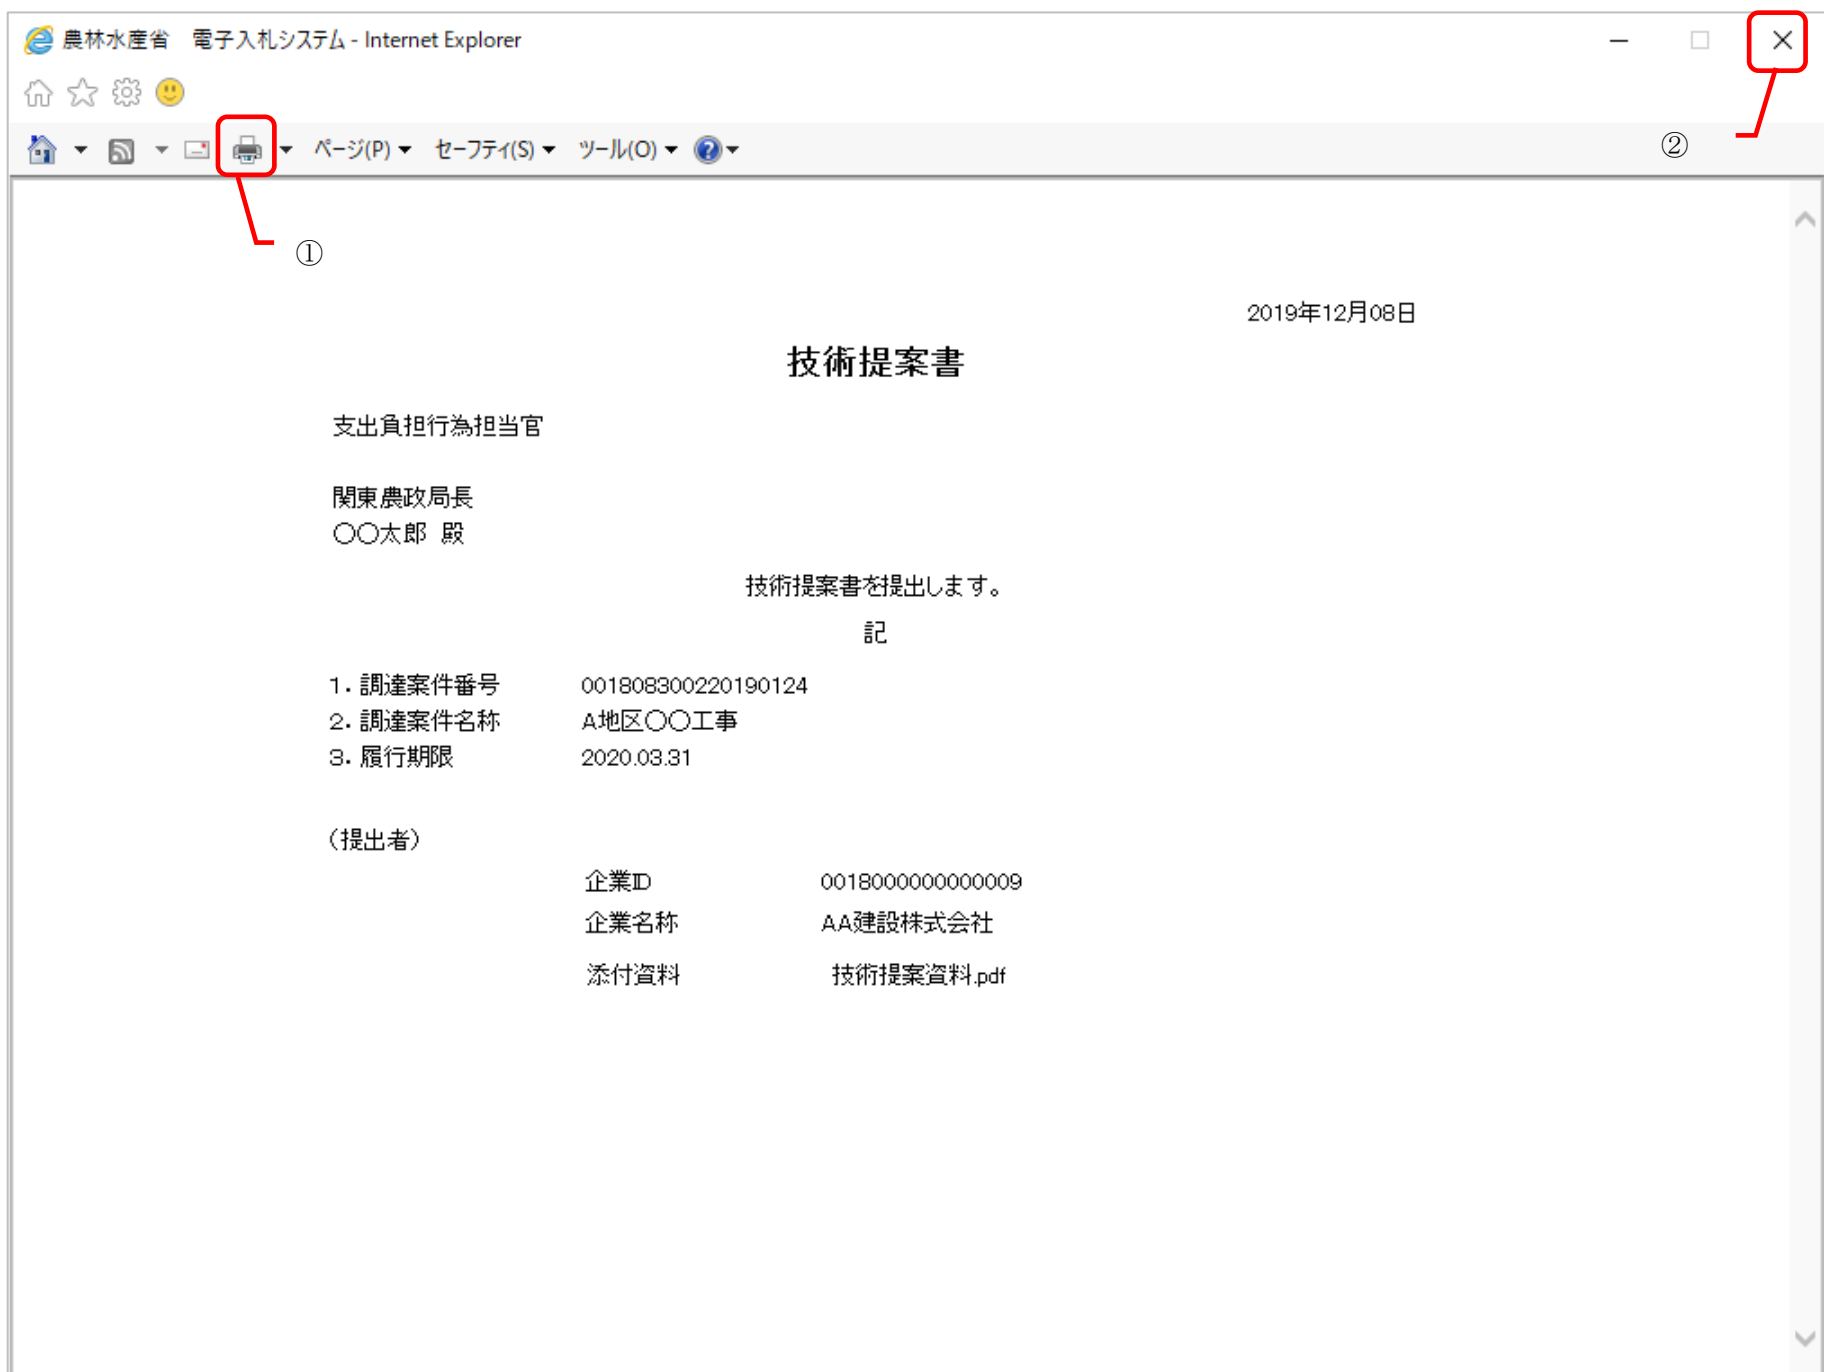 農林水産省　電子入札システム - Internet Explorer
ページ(P) セーフティ(S) ツール(O)
②
①
2019年12月08日
技術提案書
支出負担行為担当官
関東農政局長
〇〇太郎 殿
技術提案書を提出します。
記
1．調達案件番号 001808300220190124
2．調達案件名称 A地区〇〇工事
3．履行期限 2020.03.31
（提出者）
企業ID 0018000000000009
企業名称 AA建設株式会社
添付資料 技術提案資料.pdf